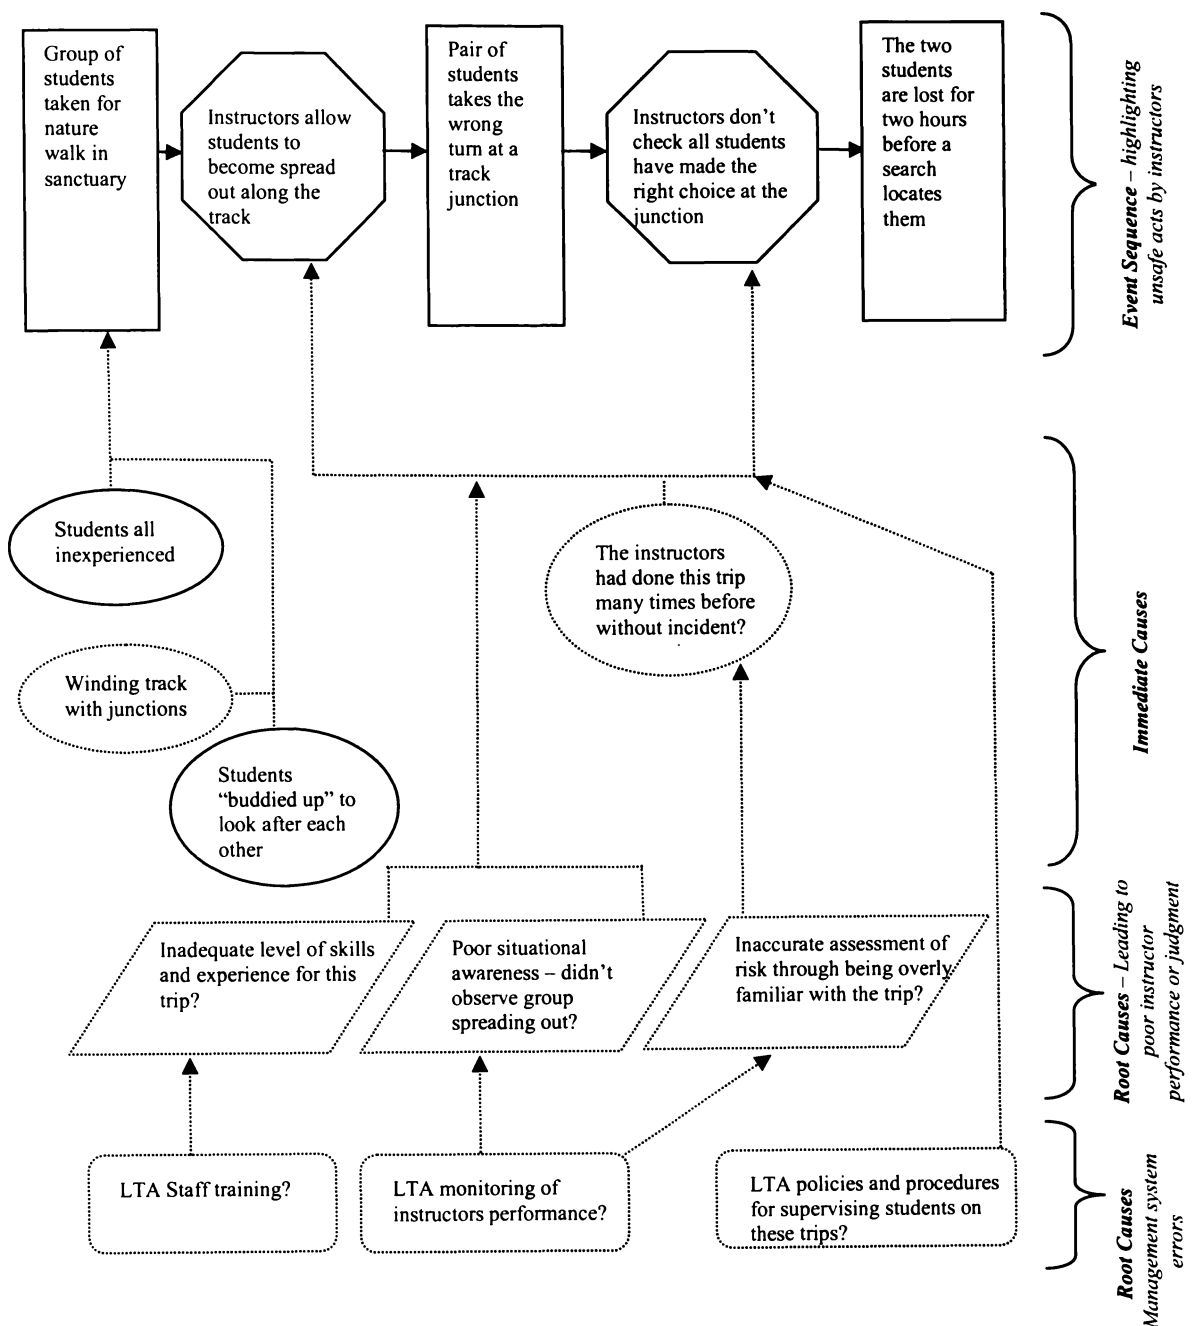 Group of
students
taken for
nature
walk in
sanctuary
Instructors allow
students to
become spread
out along the
track
Pair of
students
takes the
wrong
turn at a
track
junction
Instructors don't
check all students
have made the
right choice at the
junction
The two
students
are lost for
two hours
before a
search
locates
them
Event Sequence – highlighting
unsafe acts by instructors
Students all
inexperienced
Winding track
with junctions
Students
“buddied up” to
look after each
other
The instructors
had done this trip
many times before
without incident?
Immediate Causes
Inadequate level of skills
and experience for this
trip?
Poor situational
awareness – didn't
observe group
spreading out?
Inaccurate assessment of
risk through being overly
familiar with the trip?
Root Causes – Leading to
poor instructor
performance or judgment
LTA Staff training?
LTA monitoring of
instructors performance?
LTA policies and procedures
for supervising students on
these trips?
Root Causes
Management system
errors